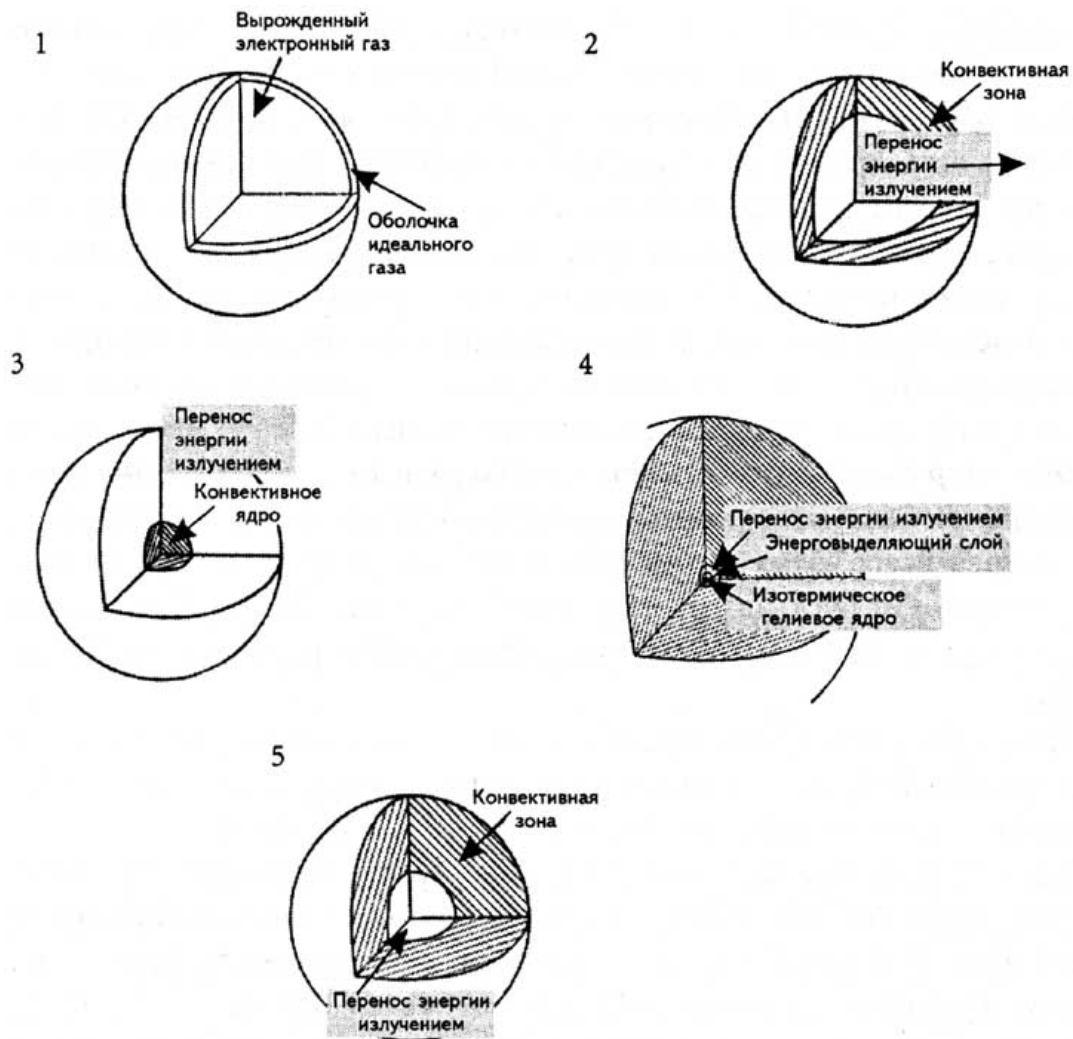 1
Вырожденный
электронный газ
Оболочка
идеального
газа
2
Конвективная
зона
Перенос
энергии
излучением
3
Перенос
энергии
излучением
Конвективное
ядро
4
Перенос энергии излучением
Энерговыделяющий слой
Изотермическое
гелиевое ядро
5
Конвективная
зона
Перенос энергии
излучением